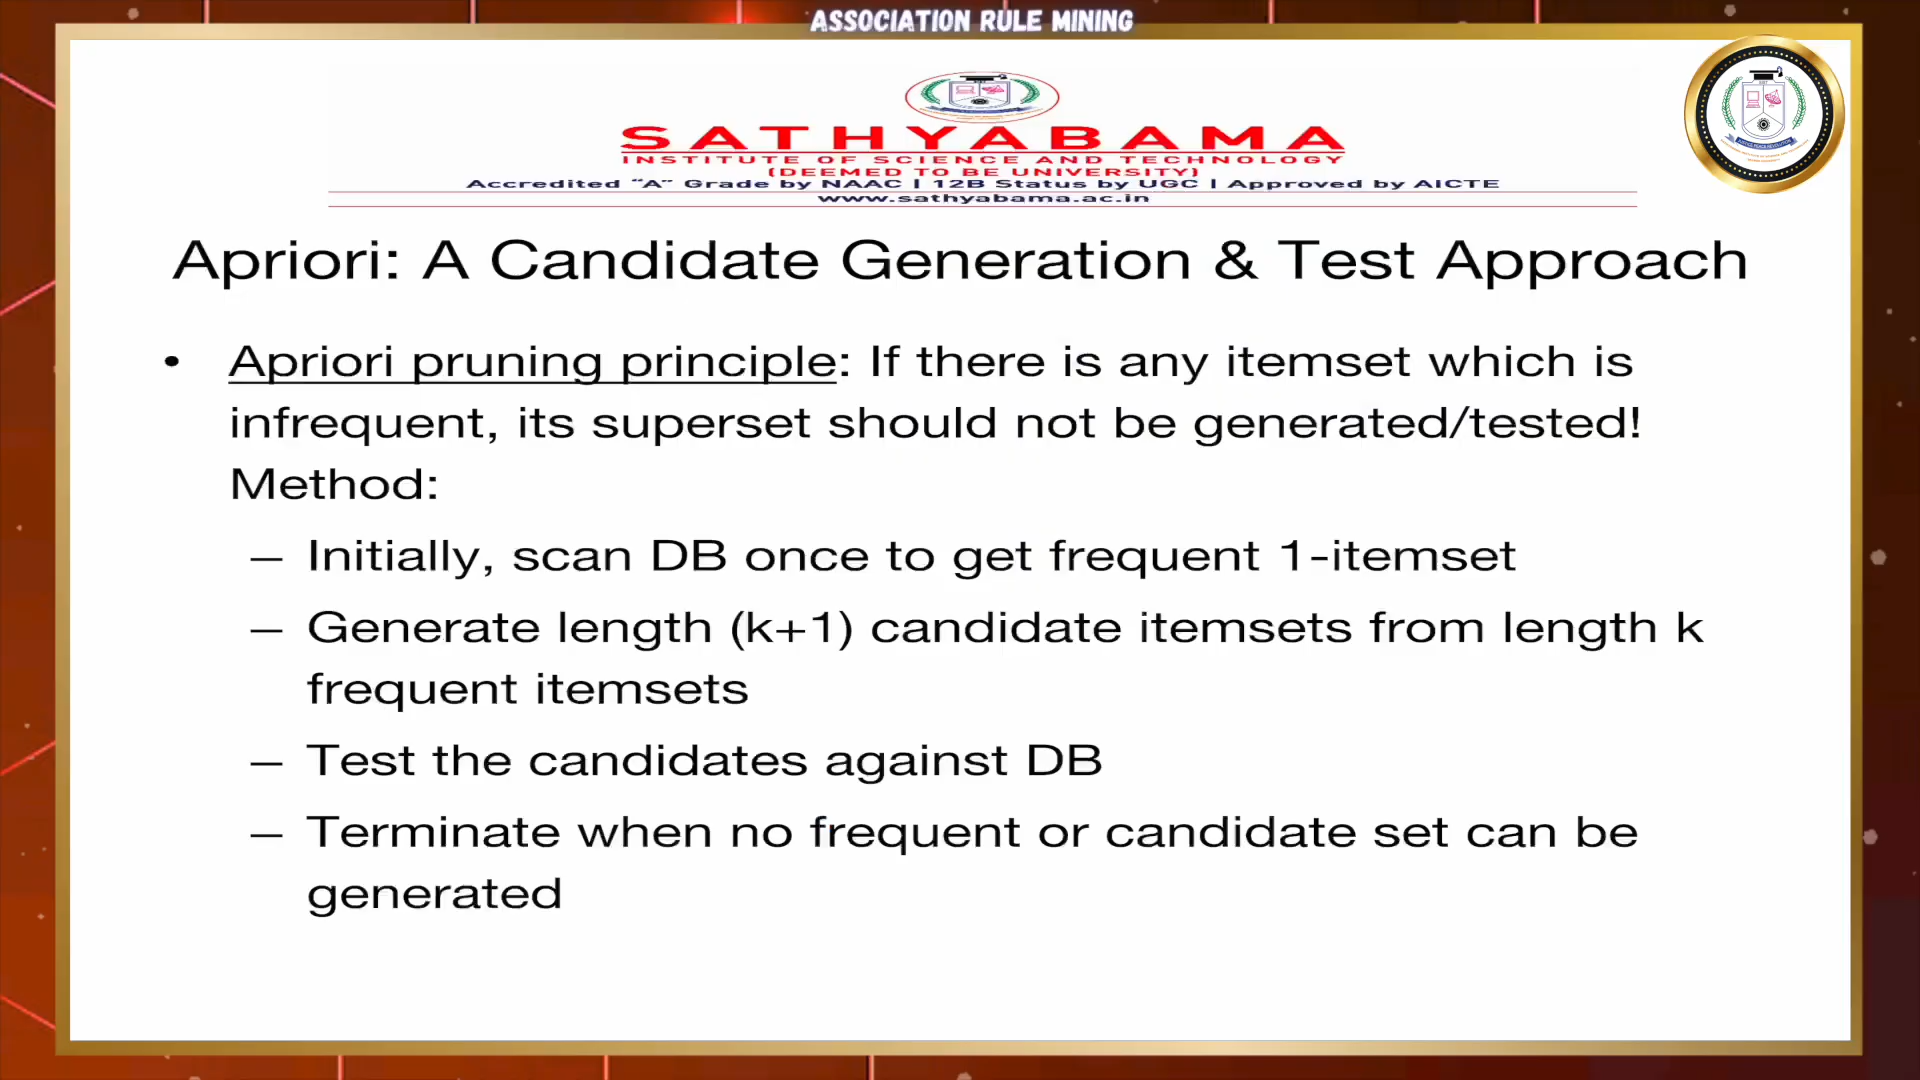 ASSOCIATION RULE MINING
SATHYABAMA
INSTITUTE OF SCIENCE AND TECHNOLOGY
(DEEMED TO BE UNIVERSITY)
Accredited "A" Grade by NAAC | 12B Status by UGC | Approved by AICTE
www.sathyabama.ac.in
Apriori: A Candidate Generation & Test Approach
• Apriori pruning principle: If there is any itemset which is
infrequent, its superset should not be generated/tested!
Method:
– Initially, scan DB once to get frequent 1-itemset
– Generate length (k+1) candidate itemsets from length k
frequent itemsets
– Test the candidates against DB
– Terminate when no frequent or candidate set can be
generated